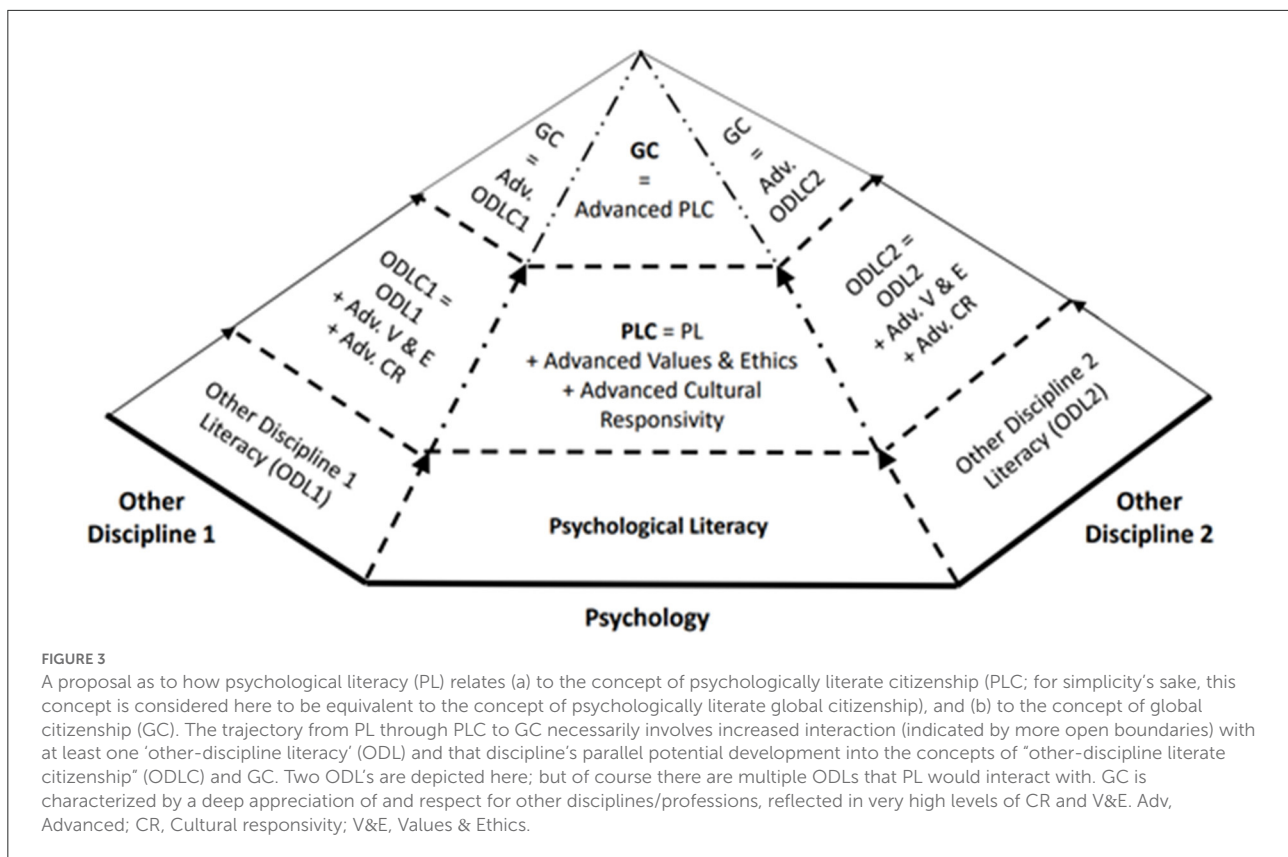 GC
=
Adv.
ODLC1
GC
=
Advanced PLC
GC
=
Adv.
ODLC2
ODLC1 =
ODL1
+ Adv. V & E
+ Adv. CR
PLC = PL
+ Advanced Values & Ethics
+ Advanced Cultural
Responsivity
ODLC2 =
ODL2
+ Adv. V & E
+ Adv. CR
Other Discipline 1
Literacy (ODL1)
Psychological Literacy
Other Discipline 2
Literacy (ODL2)
Other
Discipline 1
Psychology
Other
Discipline 2
FIGURE 3
A proposal as to how psychological literacy (PL) relates (a) to the concept of psychologically literate citizenship (PLC; for simplicity's sake, this
concept is considered here to be equivalent to the concept of psychologically literate global citizenship), and (b) to the concept of global
citizenship (GC). The trajectory from PL through PLC to GC necessarily involves increased interaction (indicated by more open boundaries) with
at least one 'other-discipline literacy' (ODL) and that discipline's parallel potential development into the concepts of "other-discipline literate
citizenship" (ODLC) and GC. Two ODL's are depicted here; but of course there are multiple ODLs that PL would interact with. GC is
characterized by a deep appreciation of and respect for other disciplines/professions, reflected in very high levels of CR and V&E. Adv,
Advanced; CR, Cultural responsivity; V&E, Values & Ethics.